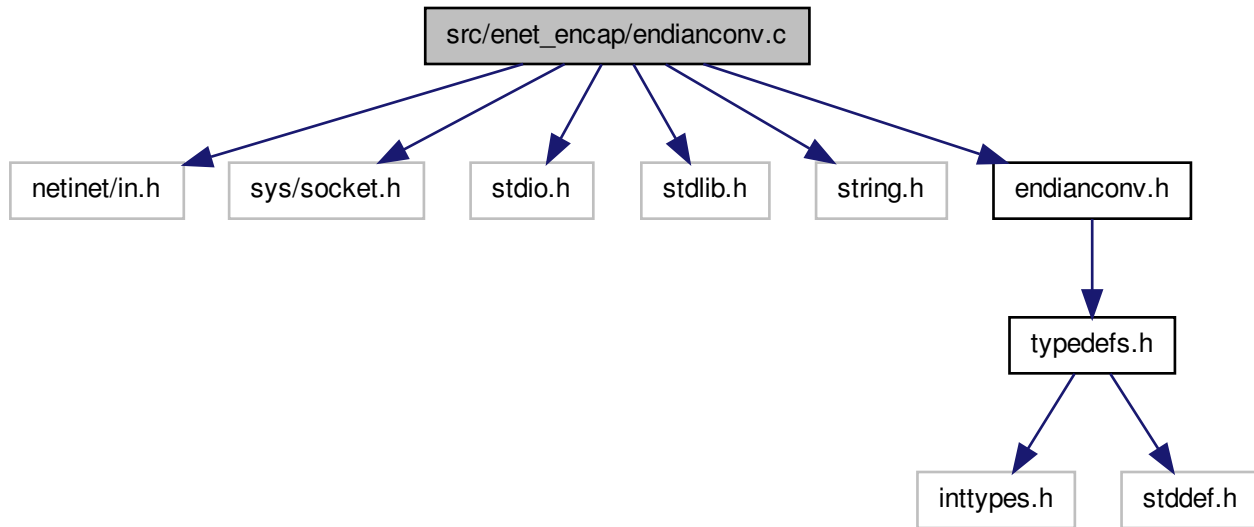 src/enet_encap/endianconv.c
netinet/in.h
sys/socket.h
stdio.h
stdlib.h
string.h
endianconv.h
typedefs.h
inttypes.h
stddef.h